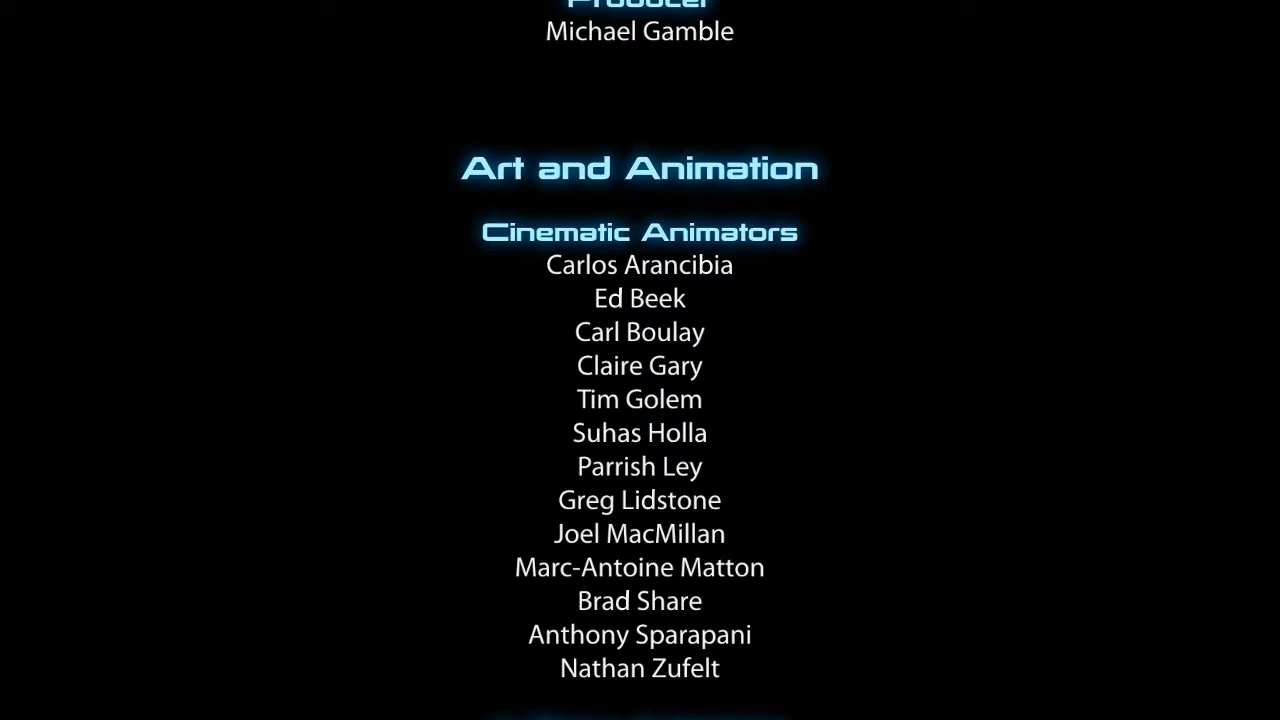 Producer
Michael Gamble
Art and Animation
Cinematic Animators
Carlos Arancibia
Ed Beek
Carl Boulay
Claire Gary
Tim Golem
Suhas Holla
Parrish Ley
Greg Lidstone
Joel MacMillan
Marc-Antoine Matton
Brad Share
Anthony Sparapani
Nathan Zufelt